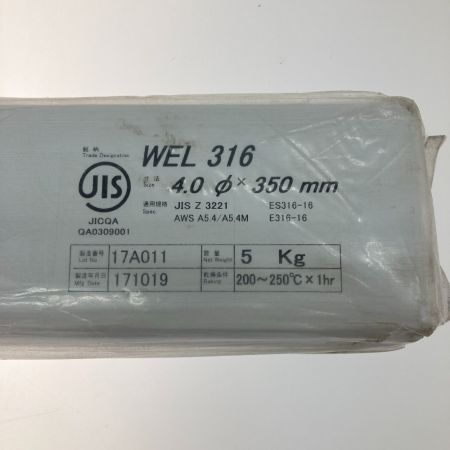 銘柄 WEL 316
Trade Designation
JIS
寸法 4.0 φ × 350 mm
Size
適用規格 JIS Z 3221 ES316-16
Spec. AWS A5.4/A5.4M E316-16
JICQA
QA0309001
製造番号 17A011 質量 5 Kg
Lot No Net Weight
製造年月日 171019 乾燥条件 200~250℃×1hr
Mfg Date Baking